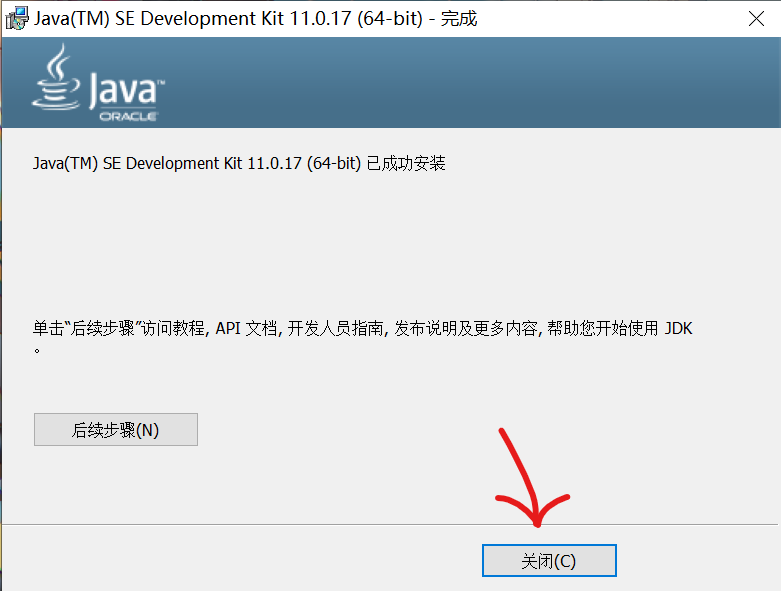 Java(TM) SE Development Kit 11.0.17 (64-bit) - 完成
Java™
ORACLE
Java(TM) SE Development Kit 11.0.17 (64-bit) 已成功安装
单击“后续步骤”访问教程, API 文档, 开发人员指南, 发布说明及更多内容, 帮助您开始使用 JDK
。
后续步骤(N)
关闭(C)